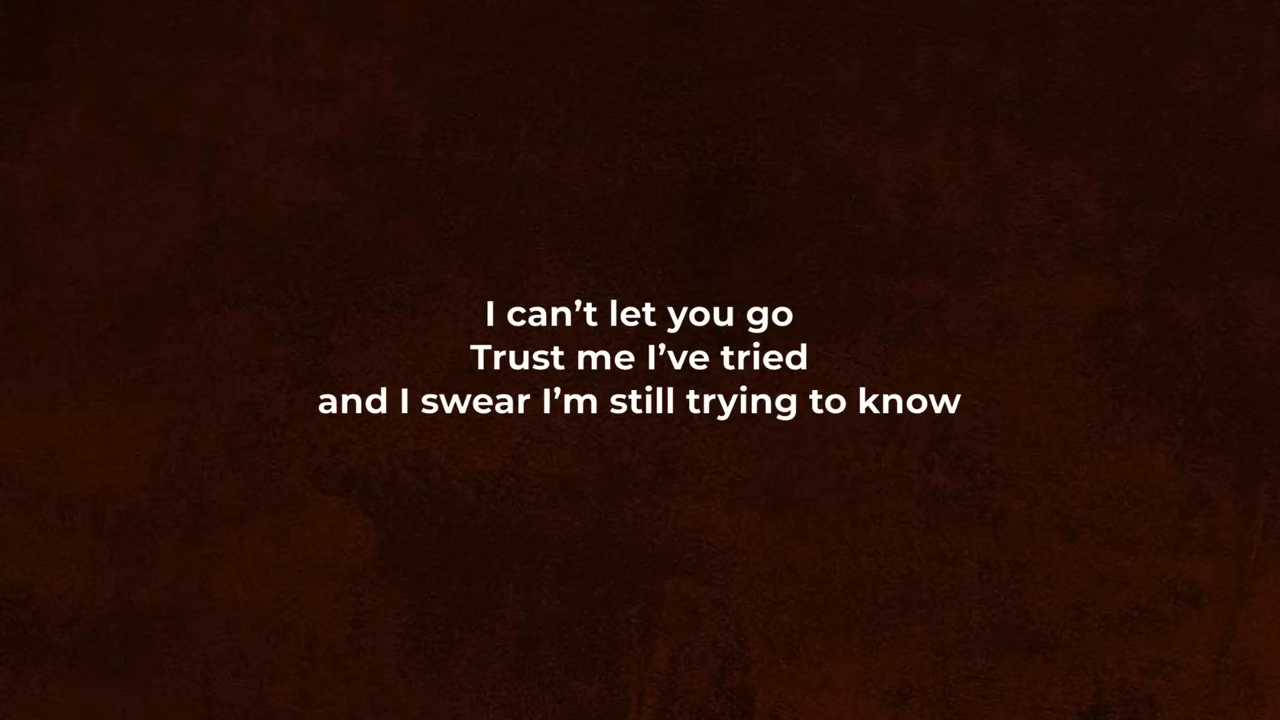 I can’t let you go
Trust me I’ve tried
and I swear I’m still trying to know